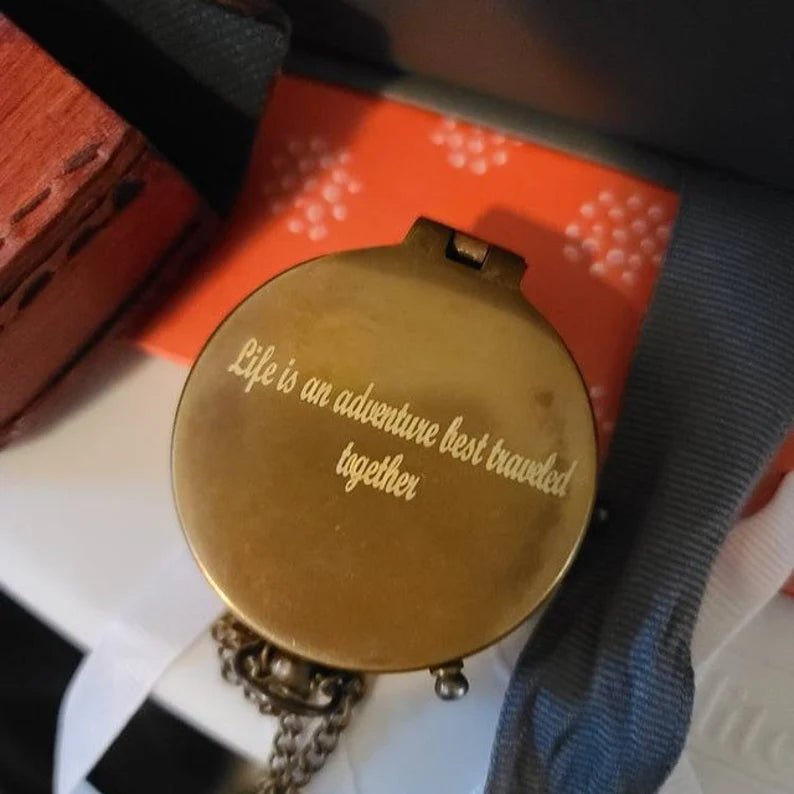 Life is an adventure best traveled
together